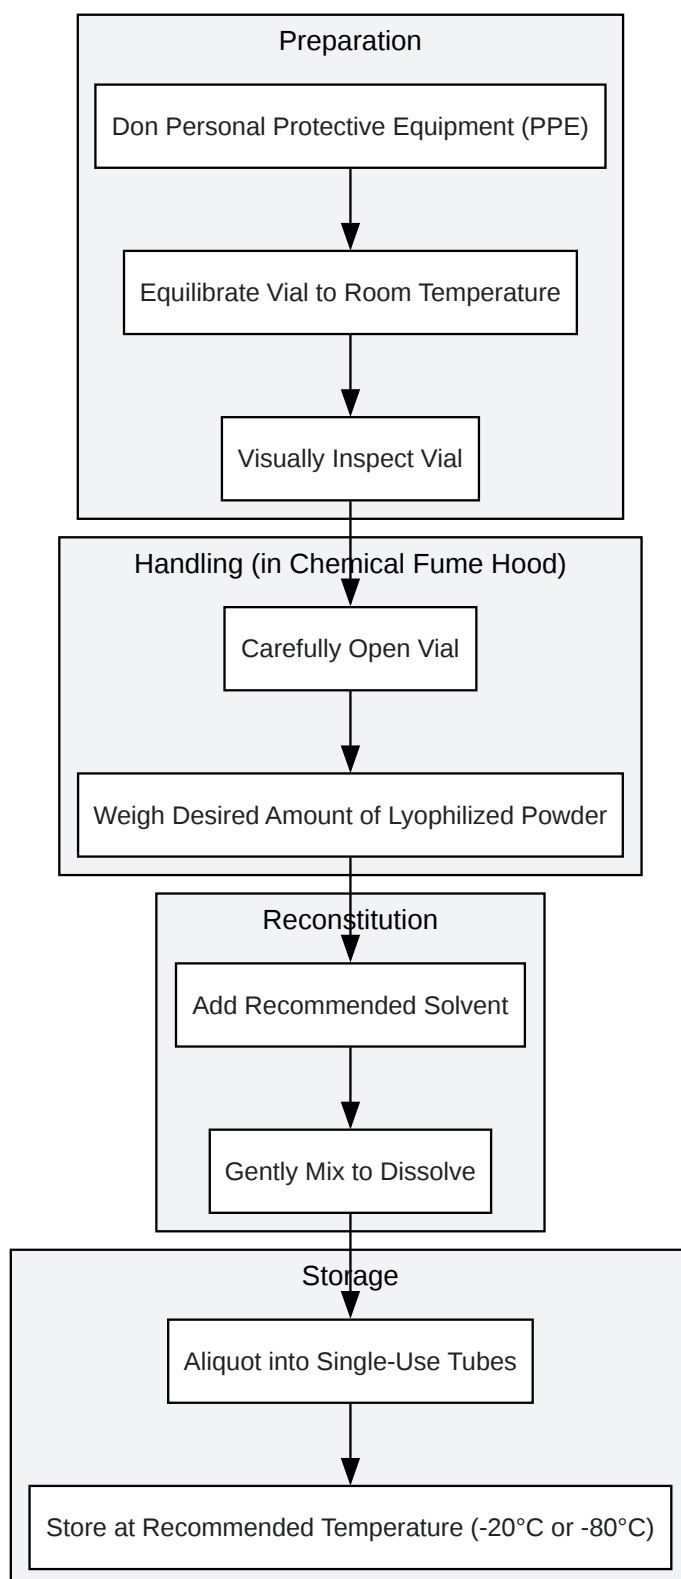 Preparation
Don Personal Protective Equipment (PPE)
Equilibrate Vial to Room Temperature
Visually Inspect Vial
Handling (in Chemical Fume Hood)
Carefully Open Vial
Weigh Desired Amount of Lyophilized Powder
Reconstitution
Add Recommended Solvent
Gently Mix to Dissolve
Storage
Aliquot into Single-Use Tubes
Store at Recommended Temperature (-20°C or -80°C)